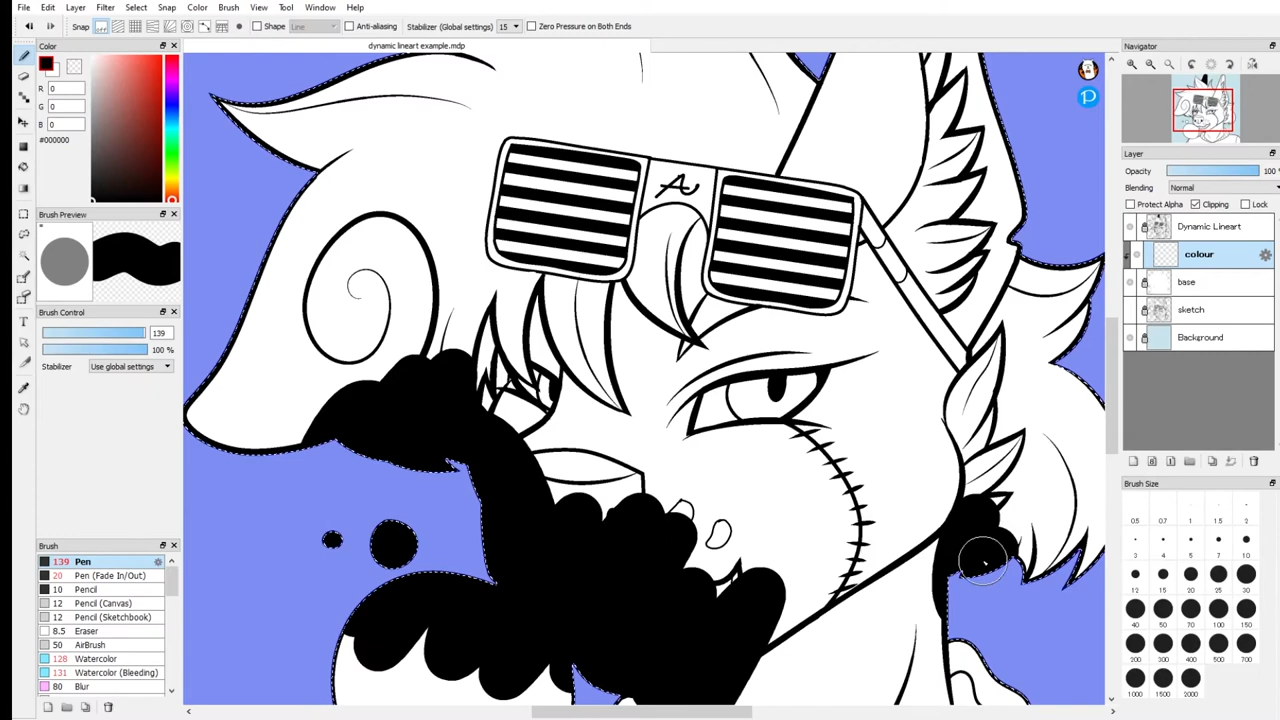 File Edit Layer Filter Select Snap Color Brush View Tool Layout Window Help
Snap off Shape Line Anti-aliasing Stabilizer (Global settings) 15 Zero Pressure on Both Ends
dynamic lineart example.mdp
Color
R 0
G 0
B 0
#000000
Brush Preview
Brush Control
139
100 %
Stabilizer Use global settings
Brush
139 Pen
20 Pen (Fade In/Out)
10 Pencil
12 Pencil (Canvas)
12 Pencil (Sketchbook)
8.5 Eraser
50 AirBrush
128 Watercolor
131 Watercolor (Bleeding)
80 Blur
Navigator
Layer
Opacity 100
Blending Normal
Protect Alpha Clipping Lock
Dynamic Lineart
colour
base
sketch
Background
Brush Size
0.5 0.7 1 1.5 2
3 4 5 7 10
12 15 20 25 30
40 50 70 100 150
200 300 400 500 700
1000 1500 2000